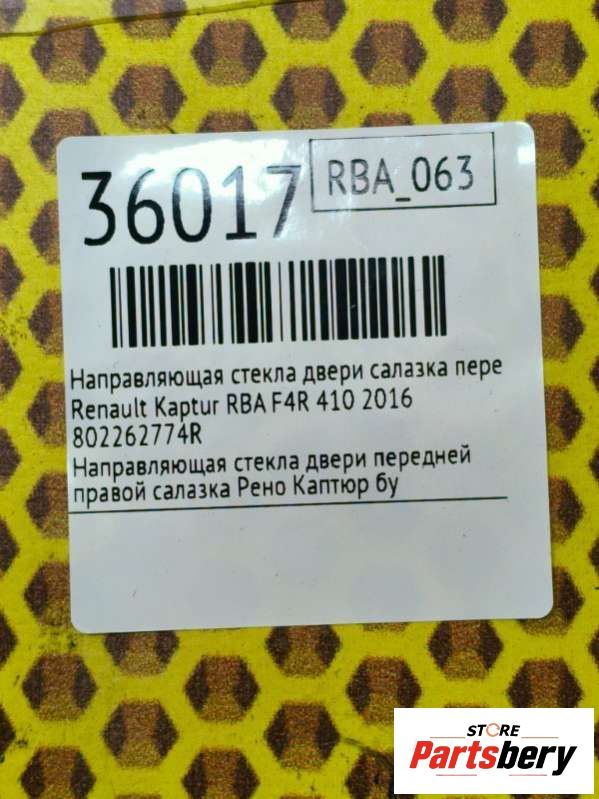 36017
RBA_063
Направляющая стекла двери салазка пере
Renault Kaptur RBA F4R 410 2016
802262774R
Направляющая стекла двери передней
правой салазка Рено Каптюр бу
STORE
Partsbery